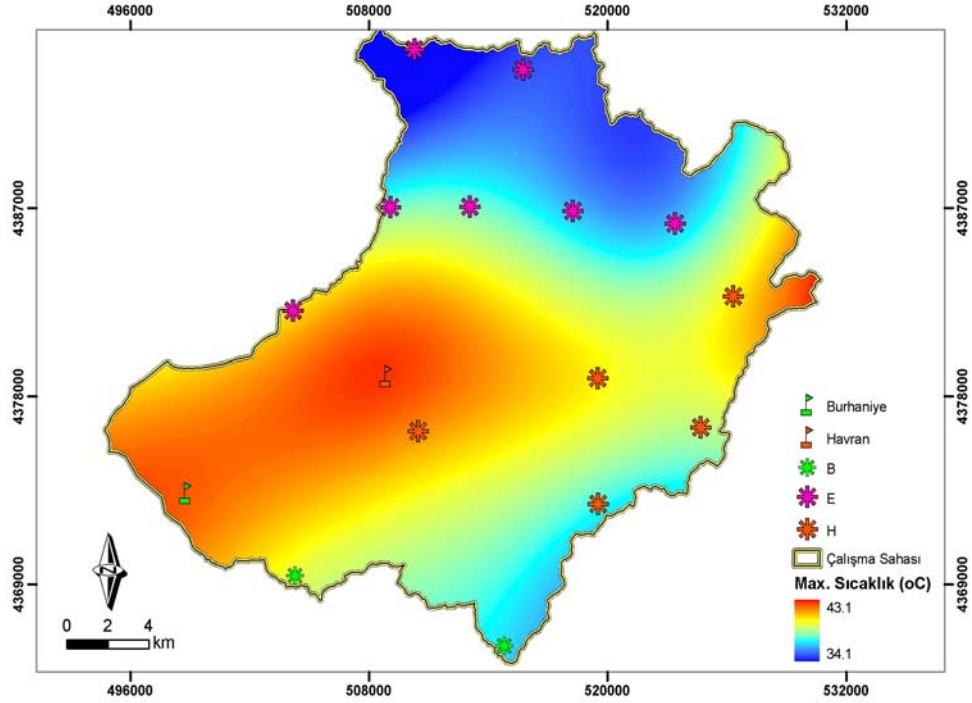 496000 508000 520000 532000
4387000 4387000
4378000 4378000
4369000 4369000
Burhaniye
Havran
B
E
H
Çalışma Sahası
Max. Sıcaklık (oC)
43.1
34.1
N
0 2 4
km
496000 508000 520000 532000